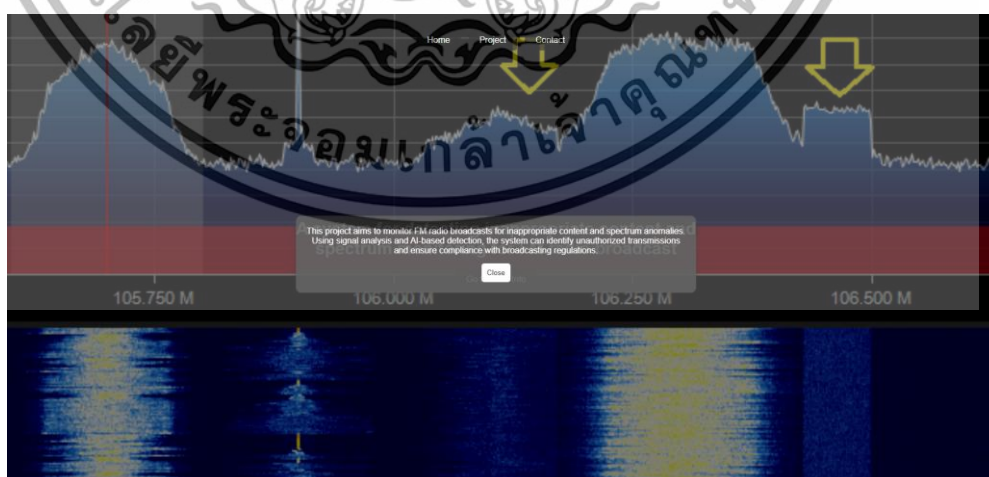 Home Project Contact
พระจอมเกล้าเจ้าคุณท
This project aims to monitor FM radio broadcasts for inappropriate content and spectrum anomalies.
Using signal analysis and AI-based detection, the system can identify unauthorized transmissions
and ensure compliance with broadcasting regulations.
Close
105.750 M 106.000 M 106.250 M 106.500 M